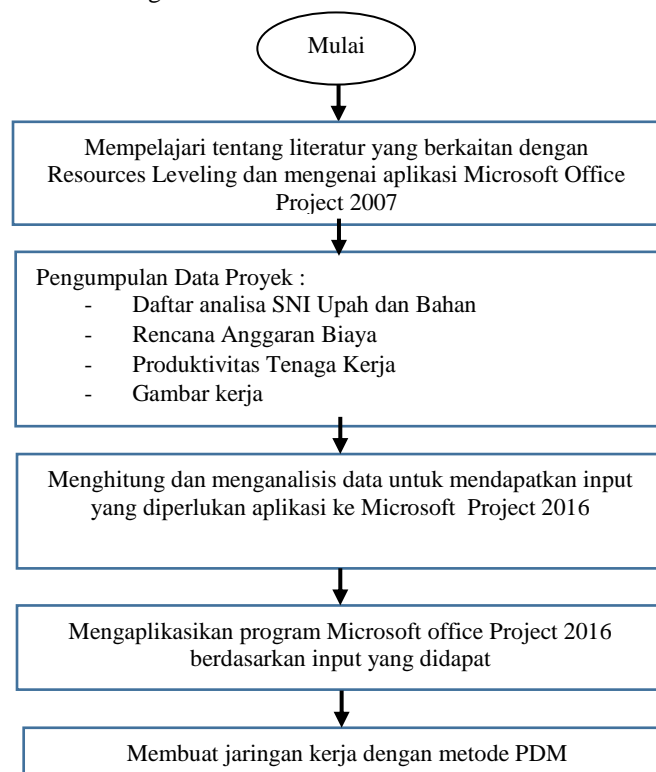 Mulai
Mempelajari tentang literatur yang berkaitan dengan
Resources Leveling dan mengenai aplikasi Microsoft Office
Project 2007
Pengumpulan Data Proyek :
- Daftar analisa SNI Upah dan Bahan
- Rencana Anggaran Biaya
- Produktivitas Tenaga Kerja
- Gambar kerja
Menghitung dan menganalisis data untuk mendapatkan input
yang diperlukan aplikasi ke Microsoft Project 2016
Mengaplikasikan program Microsoft office Project 2016
berdasarkan input yang didapat
Membuat jaringan kerja dengan metode PDM